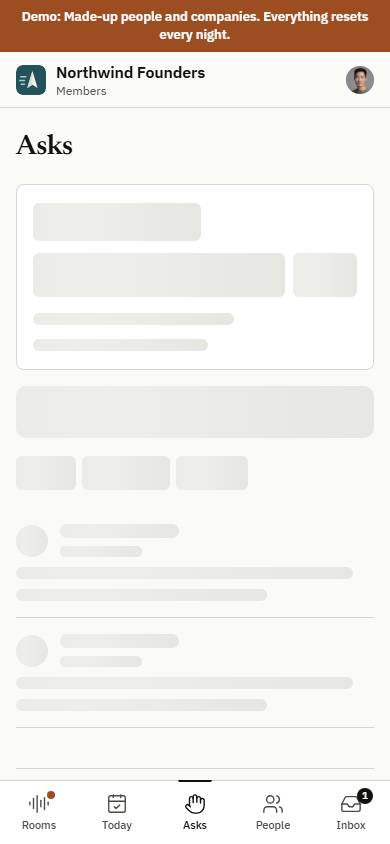 Demo: Made-up people and companies. Everything resets
every night.
Northwind Founders
Members
Asks
Rooms
Today
Asks
People
1
Inbox